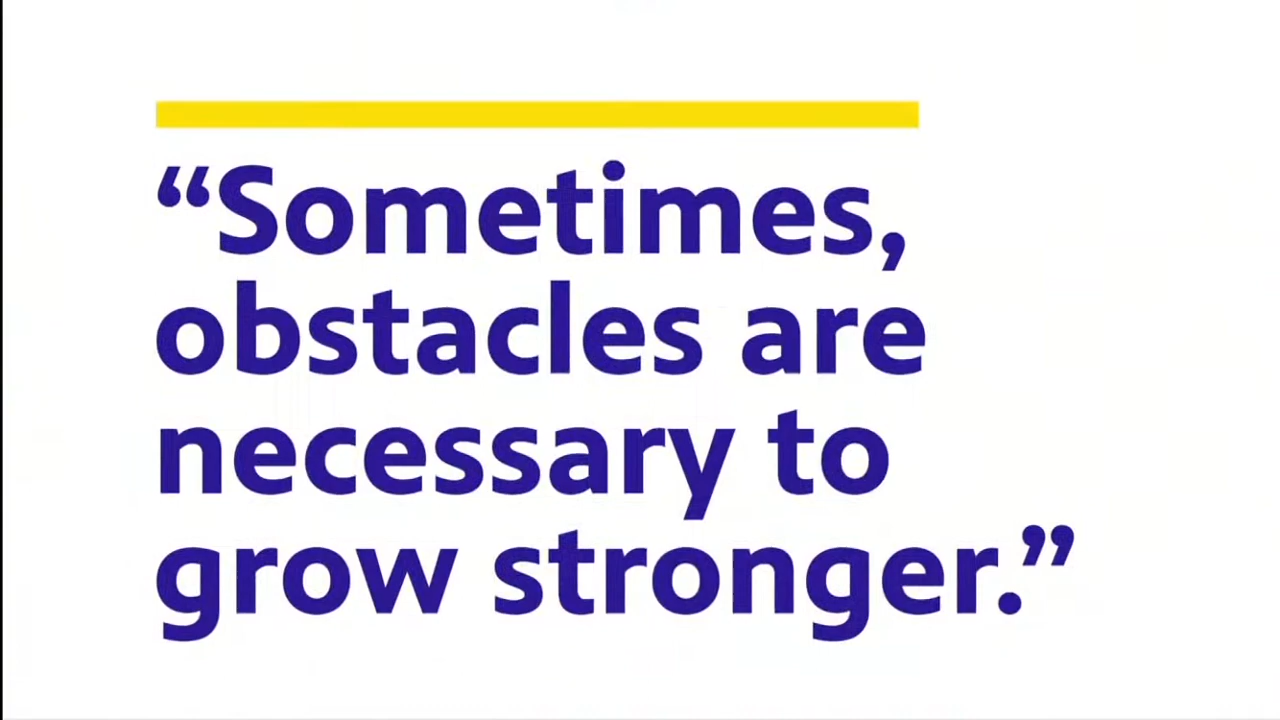 “Sometimes,
obstacles are
necessary to
grow stronger.”